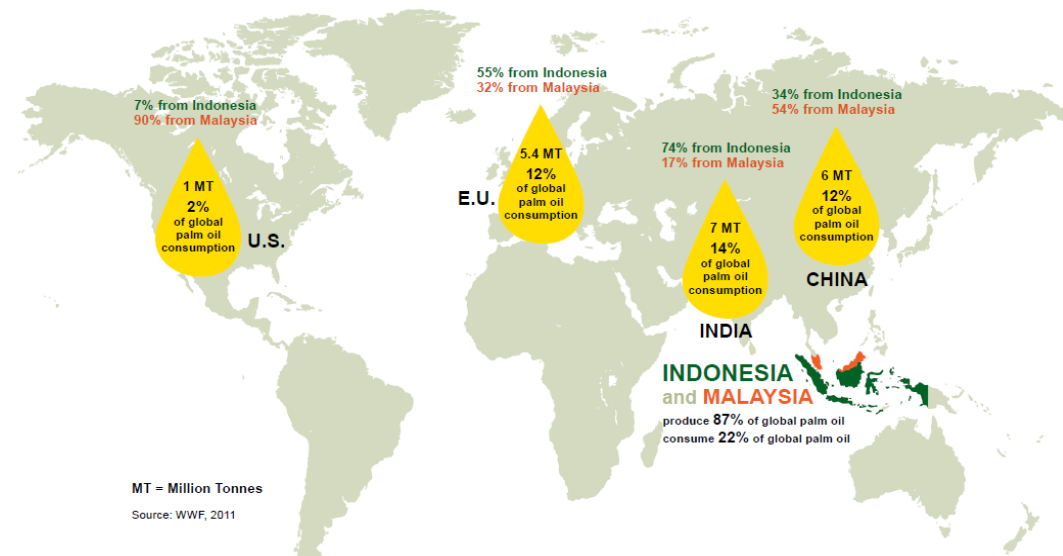 7% from Indonesia
90% from Malaysia
1 MT
2%
of global
palm oil
consumption
U.S.
55% from Indonesia
32% from Malaysia
5.4 MT
12%
of global
palm oil
consumption
E.U.
74% from Indonesia
17% from Malaysia
7 MT
14%
of global
palm oil
consumption
INDIA
34% from Indonesia
54% from Malaysia
6 MT
12%
of global
palm oil
consumption
CHINA
INDONESIA
and MALAYSIA
produce 87% of global palm oil
consume 22% of global palm oil
MT = Million Tonnes
Source: WWF, 2011